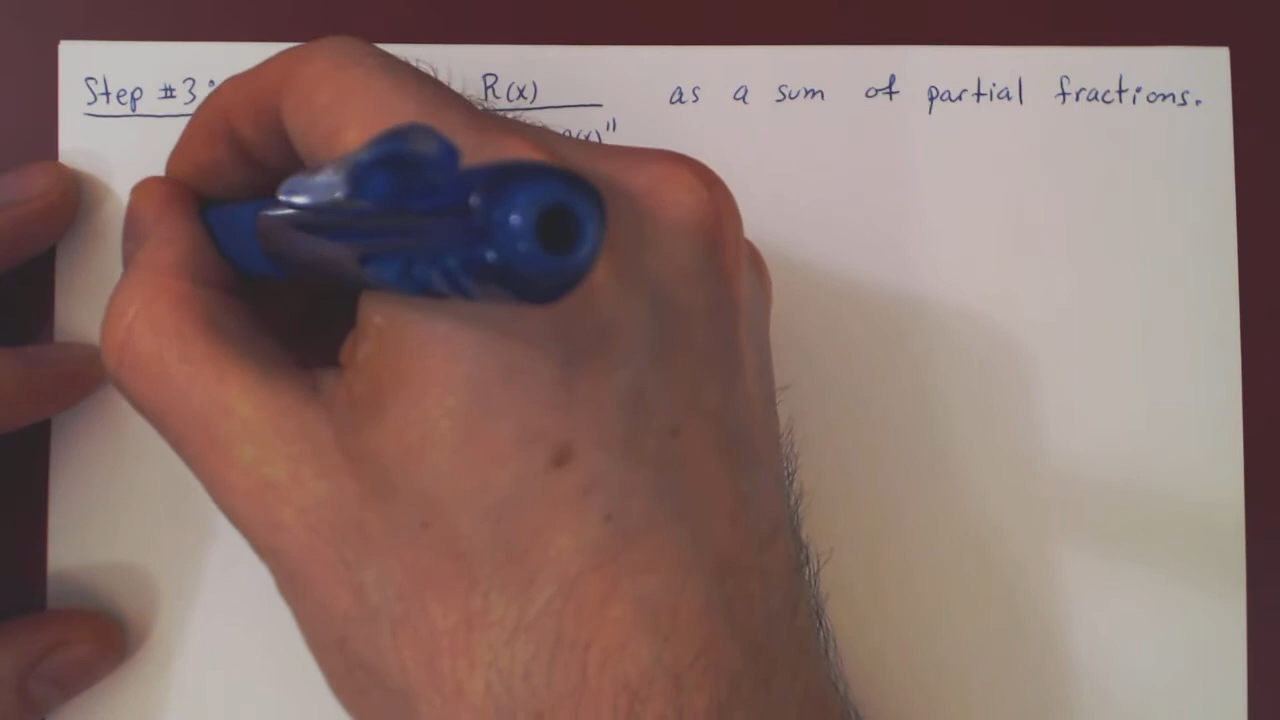 Step #3: R(x) as a sum of partial fractions.
(x)"